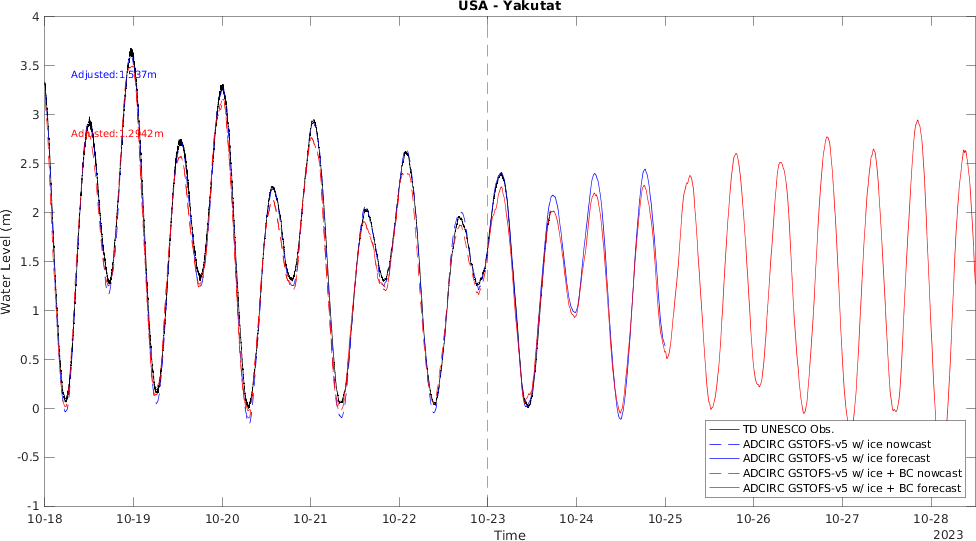 USA - Yakutat
4
3.5
3
2.5
2
1.5
1
0.5
0
-0.5
-1
Water Level (m)
Adjusted:1.537m
Adjusted:1.2942m
TD UNESCO Obs.
ADCIRC GSTOFS-v5 w/ ice nowcast
ADCIRC GSTOFS-v5 w/ ice forecast
ADCIRC GSTOFS-v5 w/ ice + BC nowcast
ADCIRC GSTOFS-v5 w/ ice + BC forecast
10-18 10-19 10-20 10-21 10-22 10-23 10-24 10-25 10-26 10-27 10-28
Time
2023